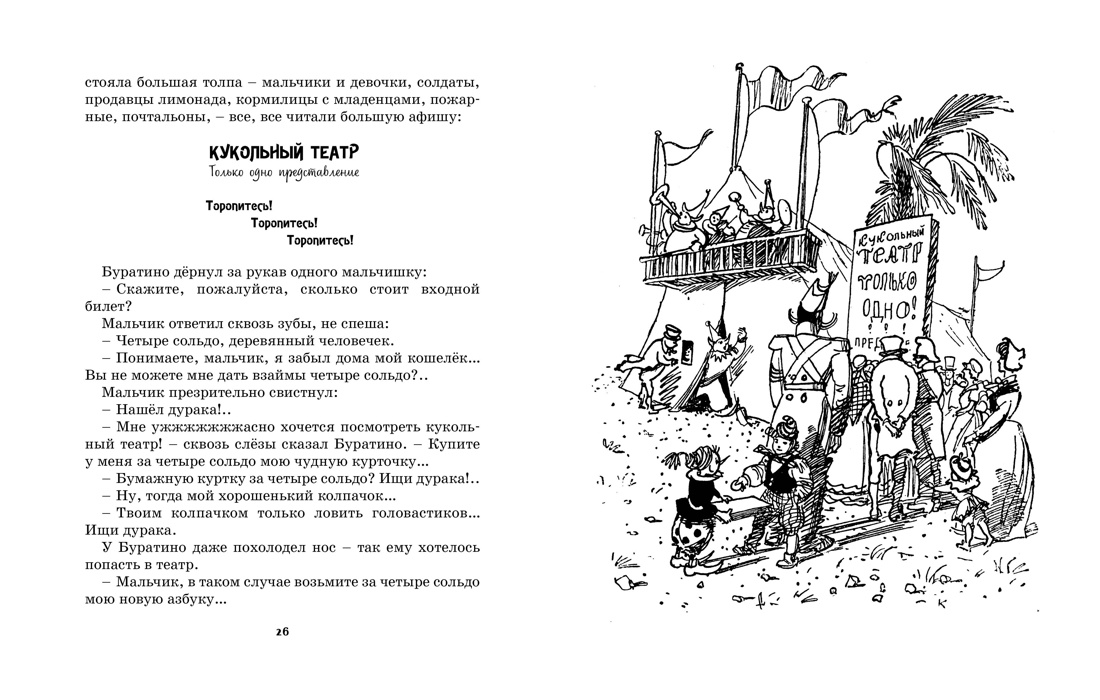 стояла большая толпа – мальчики и девочки, солдаты,
продавцы лимонада, кормилицы с младенцами, пожар-
ные, почтальоны, – все, все читали большую афишу:
КУКОЛЬНЫЙ ТЕАТР
Только одно представление
Торопитесь!
Торопитесь!
Торопитесь!
Буратино дёрнул за рукав одного мальчишку:
– Скажите, пожалуйста, сколько стоит входной
билет?
Мальчик ответил сквозь зубы, не спеша:
– Четыре сольдо, деревянный человечек.
– Понимаете, мальчик, я забыл дома мой кошелёк...
Вы не можете мне дать взаймы четыре сольдо?..
Мальчик презрительно свистнул:
– Нашёл дурака!..
– Мне ужжжжжжжасно хочется посмотреть куколь-
ный театр! – сквозь слёзы сказал Буратино. – Купите
у меня за четыре сольдо мою чудную курточку...
– Бумажную куртку за четыре сольдо? Ищи дурака!..
– Ну, тогда мой хорошенький колпачок...
– Твоим колпачком только ловить головастиков...
Ищи дурака.
У Буратино даже похолодел нос – так ему хотелось
попасть в театр.
– Мальчик, в таком случае возьмите за четыре сольдо
мою новую азбуку...
26
КУКОЛЬНЫЙ
ТЕАТР
ТОЛЬКО
ОДНО!
ПРЕД